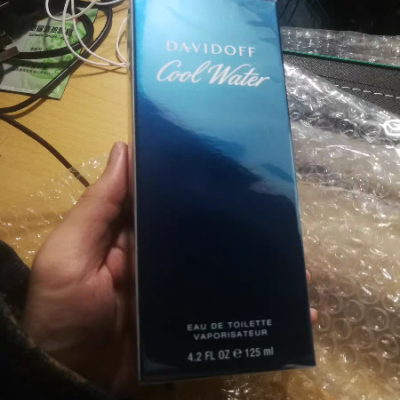 DAVIDOFF
Cool Water
EAU DE TOILETTE
VAPORISATEUR
4.2 FL OZ ℮ 125 ml